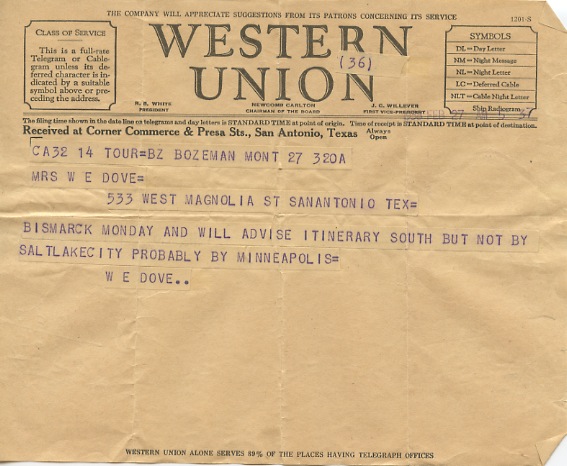 THE COMPANY WILL APPRECIATE SUGGESTIONS FROM ITS PATRONS CONCERNING ITS SERVICE
1201-S
CLASS OF SERVICE
This is a full-rate
Telegram or Cable-
gram unless its de-
ferred character is
indicated by a suitable
symbol above or pre-
ceding the address.
WESTERN
UNION
(36)
R. B. WHITE
PRESIDENT
NEWCOMB CARLTON
CHAIRMAN OF THE BOARD
J. C. WILLEVER
FIRST VICE-PRESIDENT
SYMBOLS
DL = Day Letter
NM = Night Message
NL = Night Letter
LC = Deferred Cable
NLT = Cable Night Letter
Ship Radiogram
27 AM 5 37
The filing time shown in the date line on telegrams and day letters is STANDARD TIME at point of origin. Time of receipt is STANDARD TIME at point of destination.
Received at Corner Commerce & Presa Sts., San Antonio, Texas Always Open
CA32 14 TOUR=BZ BOZEMAN MONT 27 320A
MRS W E DOVE=
533 WEST MAGNOLIA ST SANANTONIO TEX=
BISMARCK MONDAY AND WILL ADVISE ITINERARY SOUTH BUT NOT BY
SALTLAKECITY PROBABLY BY MINNEAPOLIS=
W E DOVE..
WESTERN UNION ALONE SERVES 89% OF THE PLACES HAVING TELEGRAPH OFFICES